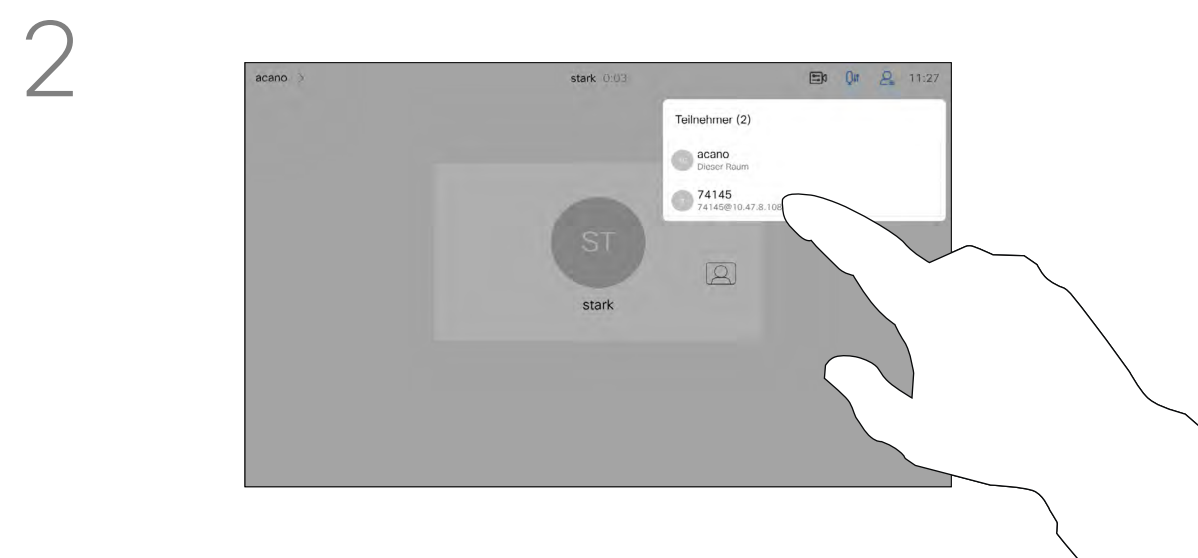 2
acano >
stark 0:03
11:27
Teilnehmer (2)
acano
Dieser Raum
74145
74145@10.47.8.108
ST
stark